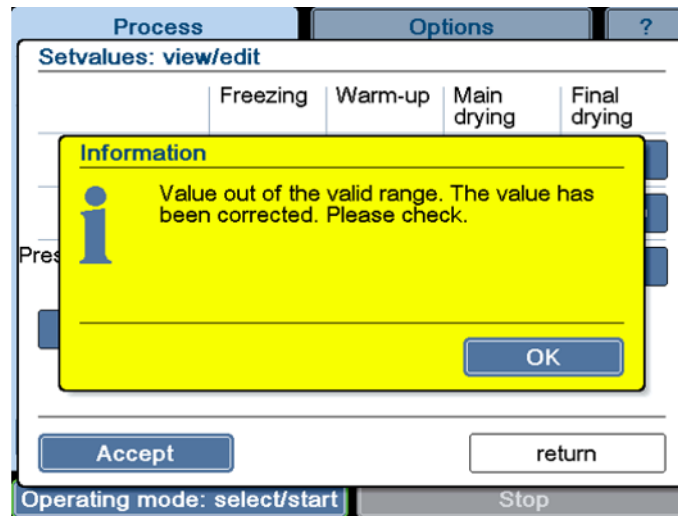 Process Options ?
Setvalues: view/edit
Freezing Warm-up Main drying Final drying
Information
Value out of the valid range. The value has
been corrected. Please check.
OK
Accept return
Operating mode: select/start Stop